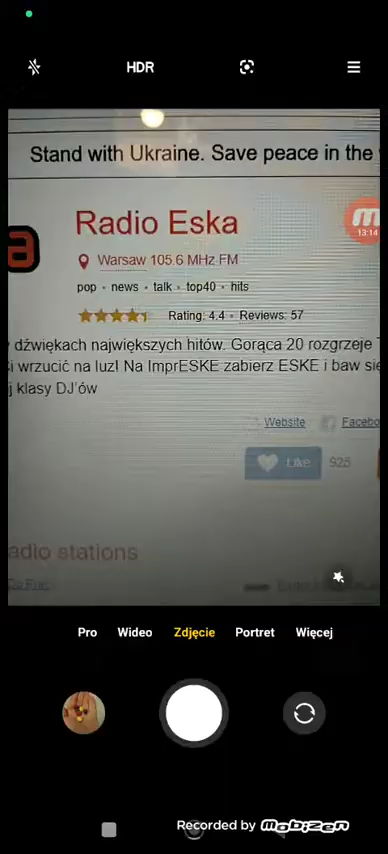 HDR
Stand with Ukraine. Save peace in the
Radio Eska
13:14
Warsaw 105.6 MHz FM
pop • news • talk • top40 • hits
Rating: 4.4 • Reviews: 57
dźwiękach największych hitów. Gorąca 20 rozgrzeje
wrzucić na luz! Na ImprESKE zabierz ESKE i baw się
j klasy DJ'ów
Website Facebo
Like 925
adio stations
Pro Wideo Zdjęcie Portret Więcej
Recorded by mobizen